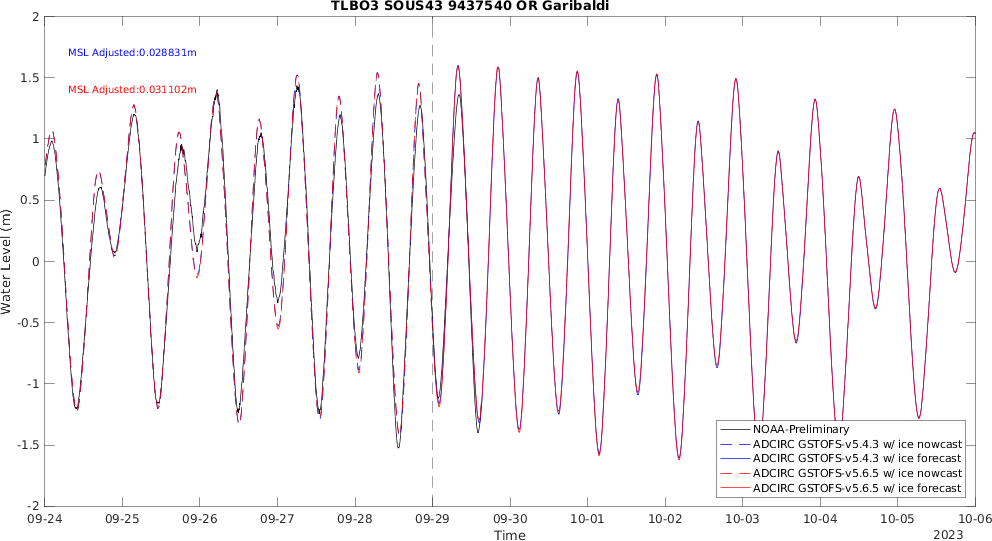 TLBO3 SOUS43 9437540 OR Garibaldi
MSL Adjusted:0.028831m
MSL Adjusted:0.031102m
Water Level (m)
2
1.5
1
0.5
0
-0.5
-1
-1.5
-2
NOAA-Preliminary
ADCIRC GSTOFS-v5.4.3 w/ ice nowcast
ADCIRC GSTOFS-v5.4.3 w/ ice forecast
ADCIRC GSTOFS-v5.6.5 w/ ice nowcast
ADCIRC GSTOFS-v5.6.5 w/ ice forecast
09-24 09-25 09-26 09-27 09-28 09-29 09-30 10-01 10-02 10-03 10-04 10-05 10-06
Time
2023